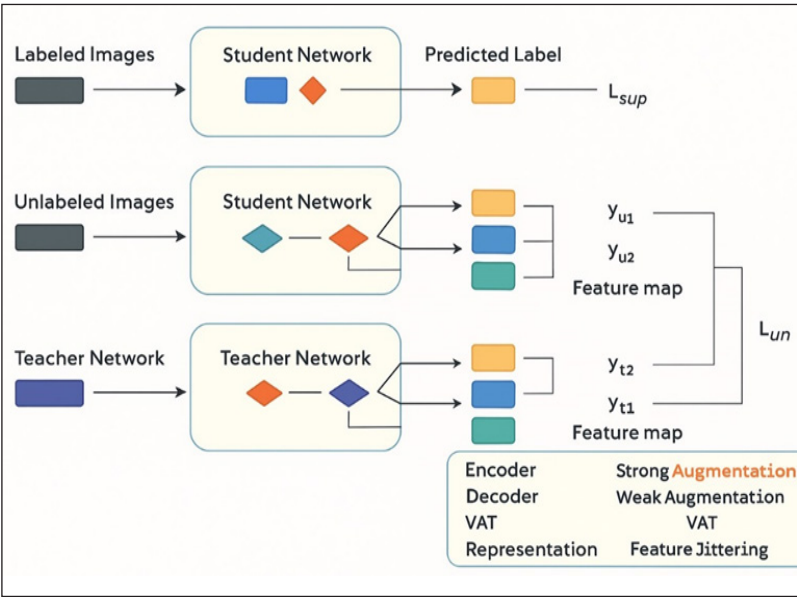 Labeled Images
Student Network
Predicted Label
L_sup
Unlabeled Images
Student Network
y_u1
y_u2
Feature map
L_un
Teacher Network
Teacher Network
y_t2
y_t1
Feature map
Encoder Strong Augmentation
Decoder Weak Augmentation
VAT VAT
Representation Feature Jittering